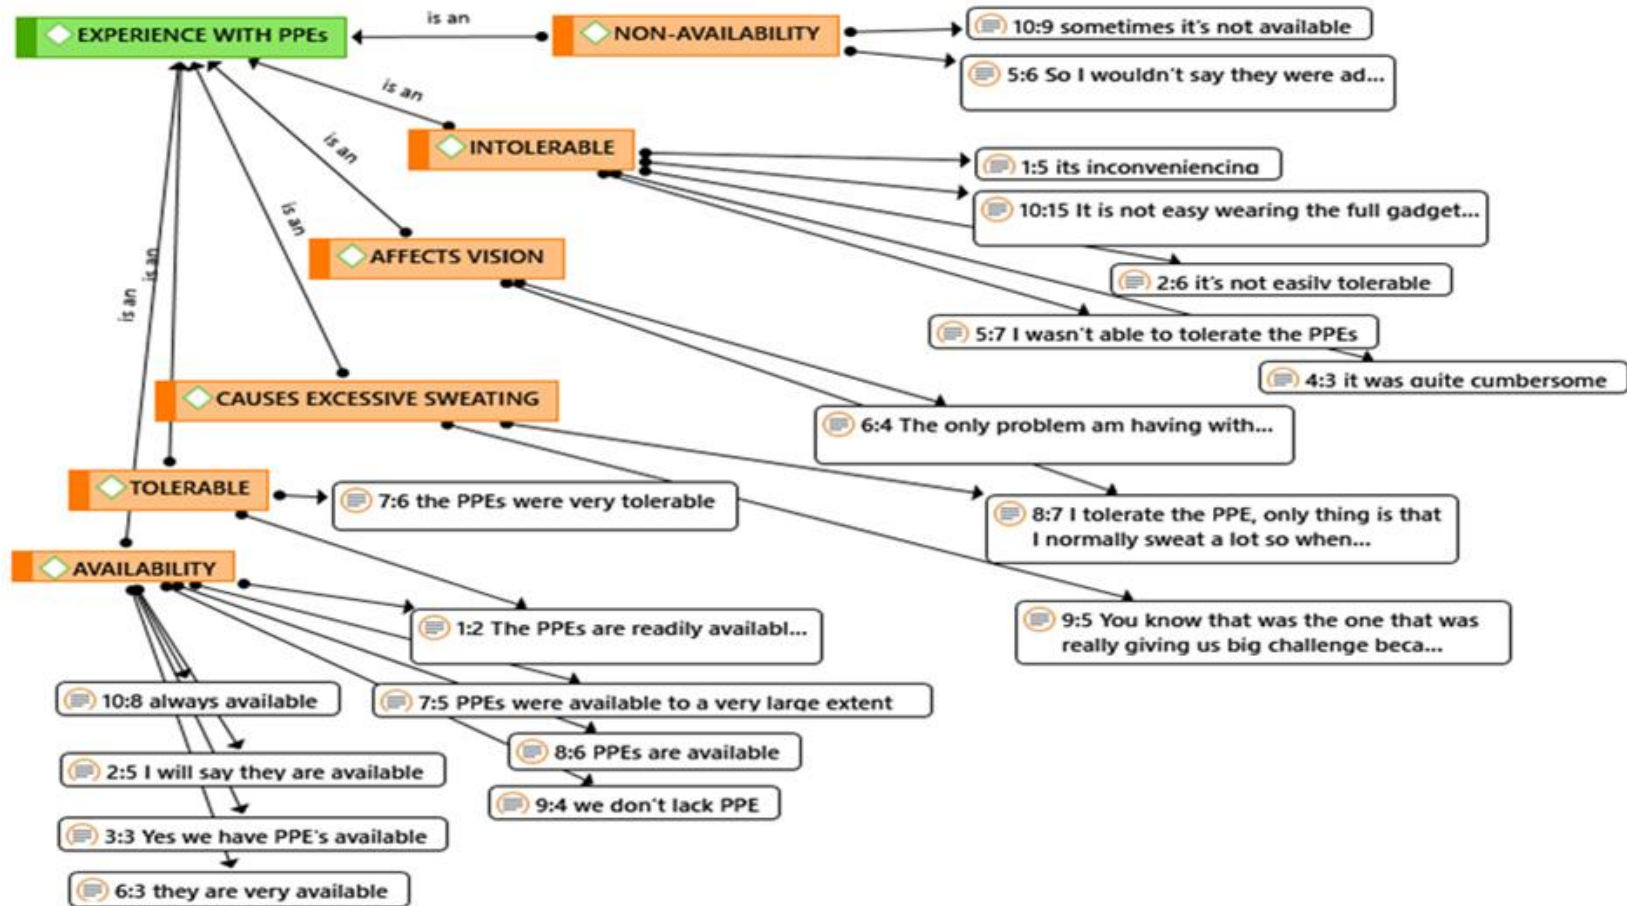 EXPERIENCE WITH PPEs
is an
NON-AVAILABILITY
10:9 sometimes it's not available
5:6 So I wouldn't say they were ad...
is an
INTOLERABLE
1:5 its inconveniencing
10:15 It is not easy wearing the full gadget...
2:6 it's not easily tolerable
5:7 I wasn't able to tolerate the PPEs
4:3 it was quite cumbersome
is an
AFFECTS VISION
6:4 The only problem am having with...
is an
CAUSES EXCESSIVE SWEATING
8:7 I tolerate the PPE, only thing is that
I normally sweat a lot so when...
9:5 You know that was the one that was
really giving us big challenge beca...
is an
TOLERABLE
7:6 the PPEs were very tolerable
is an
AVAILABILITY
1:2 The PPEs are readily availabl...
10:8 always available
7:5 PPEs were available to a very large extent
8:6 PPEs are available
2:5 I will say they are available
9:4 we don't lack PPE
3:3 Yes we have PPE's available
6:3 they are very available